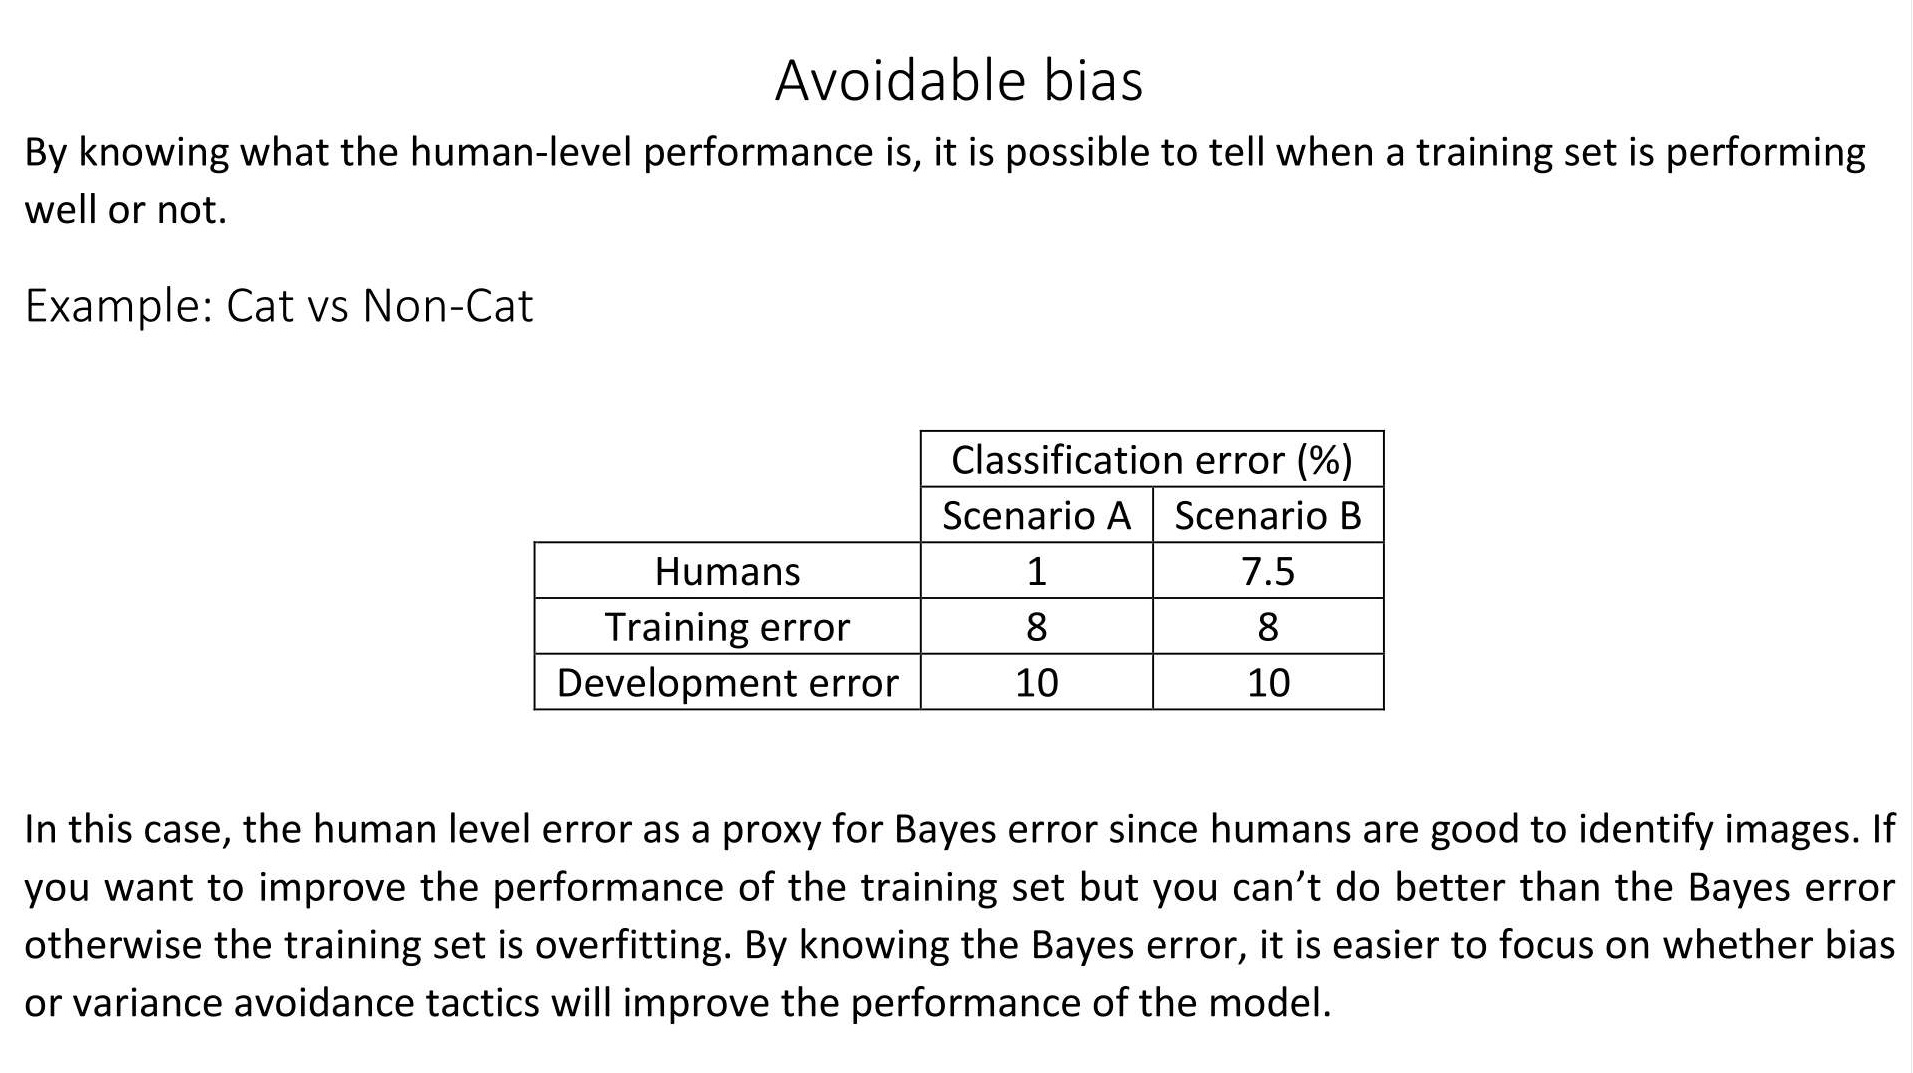 Avoidable bias
By knowing what the human-level performance is, it is possible to tell when a training set is performing
well or not.
Example: Cat vs Non-Cat
Classification error (%)
Scenario A Scenario B
Humans 1 7.5
Training error 8 8
Development error 10 10
In this case, the human level error as a proxy for Bayes error since humans are good to identify images. If
you want to improve the performance of the training set but you can’t do better than the Bayes error
otherwise the training set is overfitting. By knowing the Bayes error, it is easier to focus on whether bias
or variance avoidance tactics will improve the performance of the model.